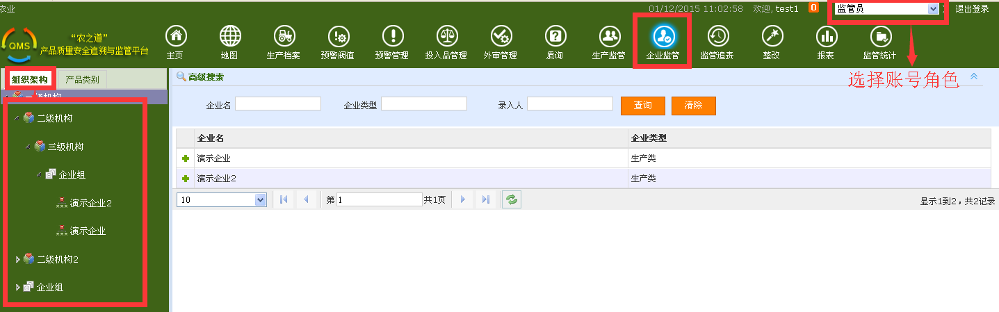 农业
01/12/2015 11:02:58 欢迎, test1 0 监管员 退出登录
QMS
“农之道”
产品质量安全追溯与监管平台
主页 地图 生产档案 预警阀值 预警管理 投入品管理 外审管理 质询 生产监管 企业监管 监管追责 整改 报表 监管统计
选择账号角色
组织架构 产品类别
一级机构
二级机构
三级机构
企业组
演示企业2
演示企业
二级机构2
企业组
高级搜索
企业名 企业类型 录入人 查询 清除
企业名 企业类型
演示企业 生产类
演示企业2 生产类
10 第 1 共1页 显示1到2，共2记录